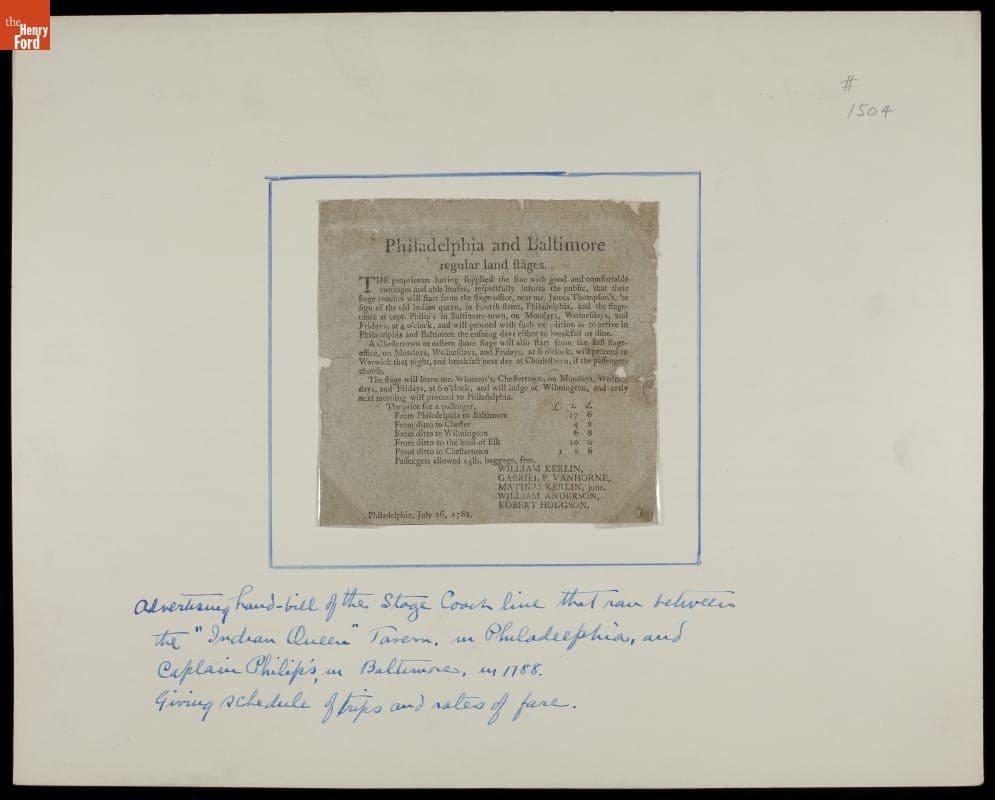 the
Henry
Ford
#
1504
Philadelphia and Baltimore
regular land ſtages.
THE proprietors having ſupplied the line with good and comfortable
carriages and able horſes, reſpectfully inform the public, that their
ſtage coaches will ſtart from the ſtage-office, near mr. James Thompſon's, he
ſign of the old Indian queen, in Fourth-ſtreet, Philadelphia, and the ſtage-
office at capt. Philip's in Baltimore-town, on Mondays, Wedneſdays, and
Fridays, at 4 o'clock, and will proceed with ſuch expedition as to arrive in
Philadelphia and Baltimore the enſuing days either to breakfaſt or dine.
A Cheſtertown or eaſtern ſhore ſtage will alſo ſtart from the firſt ſtage-
office, on Mondays, Wedneſdays, and Fridays, at 6 o'clock, will proceed to
Warwick that night, and breakfaſt next day at Charleſtown, if the paſſengers
chooſe.
The ſtage will leave mr. Cheſtertown, on Mondays, Wedneſ-
days, and Fridays, at 6 o'clock, and will lodge at Wilmington, and early
next morning will proceed to Philadelphia.
The price for a paſſenger, £. s. d.
From Philadelphia to Baltimore 17 6
From ditto to Cheſter 4 2
From ditto to Wilmington 6 8
From ditto to the head of Elk 10 0
From ditto to Cheſtertown 1 2 6
Paſſengers allowed 14lb. baggage, free.
WILLIAM KERLIN,
GABRIEL P. VANHORNE,
MATHIAS KERLIN, junr.
WILLIAM ANDERSON,
ROBERT HODGSON.
Philadelphia, July 26, 1788.
Advertising hand-bill of the Stage Coach line that ran between
the "Indian Queen" Tavern, in Philadelphia, and
Captain Philip's, in Baltimore, in 1788.
Giving schedule of trips and rates of fare.